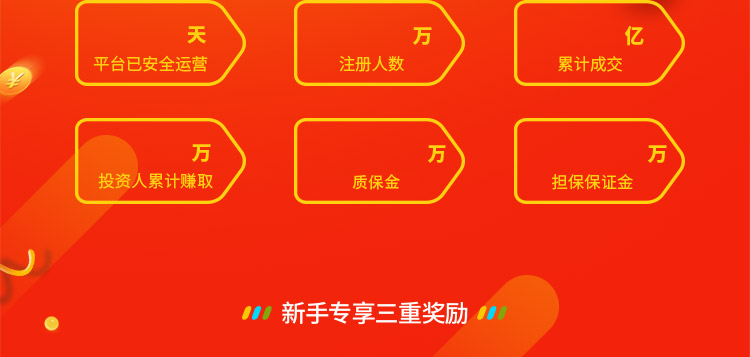 天
平台已安全运营
万
注册人数
亿
累计成交
万
投资人累计赚取
万
质保金
万
担保保证金
新手专享三重奖励